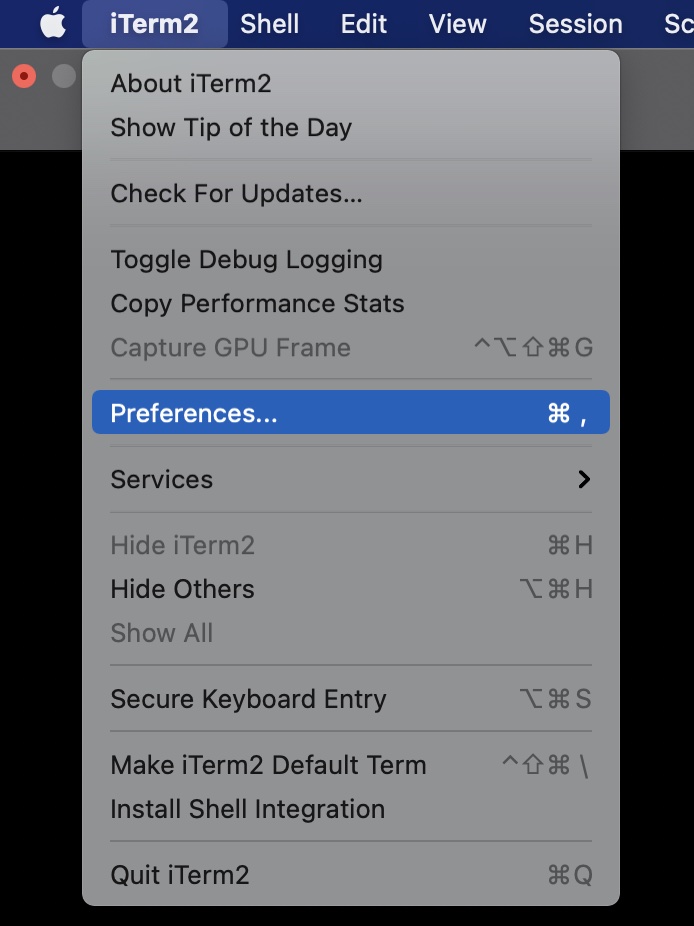 iTerm2 Shell Edit View Session Sc
About iTerm2
Show Tip of the Day
Check For Updates...
Toggle Debug Logging
Copy Performance Stats
Capture GPU Frame ^⌥⇧⌘G
Preferences... ⌘ ,
Services
Hide iTerm2 ⌘H
Hide Others ⌥⌘H
Show All
Secure Keyboard Entry ⌥⌘S
Make iTerm2 Default Term ^⇧⌘\
Install Shell Integration
Quit iTerm2 ⌘Q